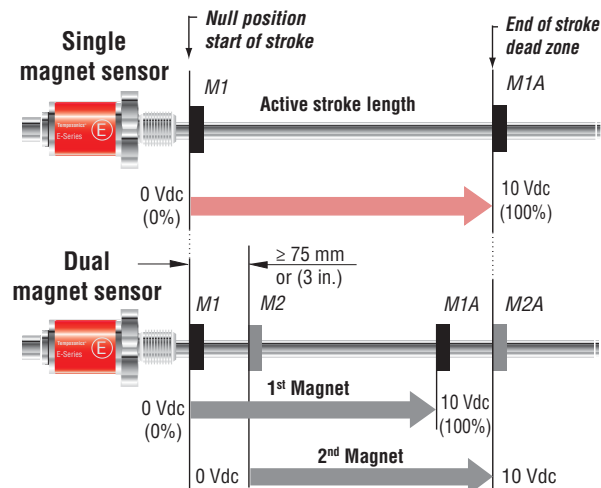 Null position
start of stroke
End of stroke
dead zone
Single
magnet sensor
M1
M1A
Active stroke length
Temposonics®
E-Series
E
0 Vdc
(0%)
10 Vdc
(100%)
Dual
magnet sensor
≥ 75 mm
or (3 in.)
M1
M2
M1A
M2A
Temposonics®
E-Series
E
1st Magnet
0 Vdc
(0%)
10 Vdc
(100%)
2nd Magnet
0 Vdc
10 Vdc